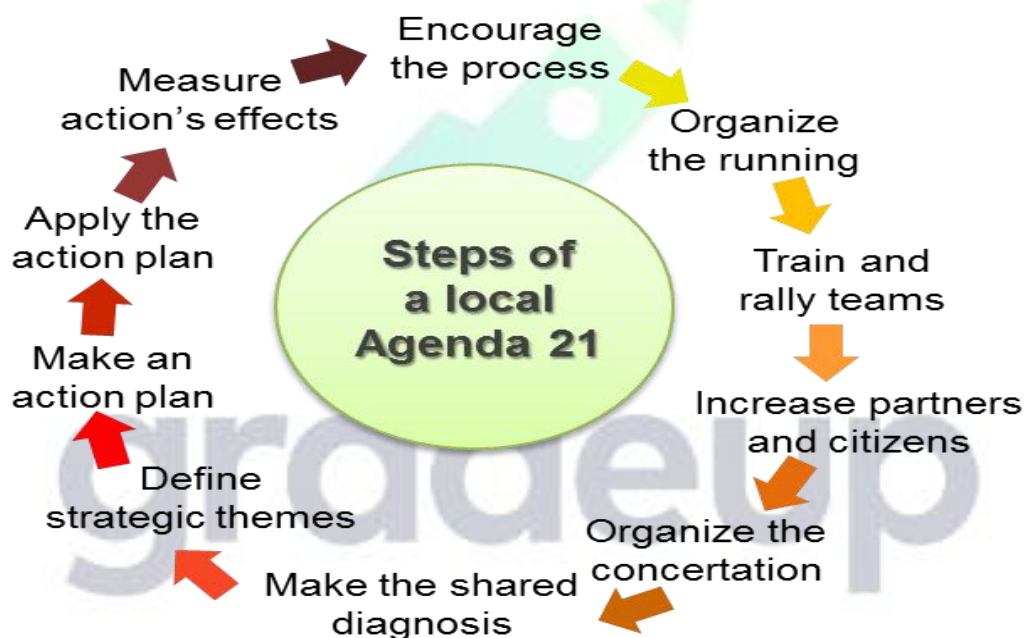 Encourage
the process
Organize
the running
Train and
rally teams
Increase partners
and citizens
Organize the
concertation
Make the shared
diagnosis
Define
strategic themes
Make an
action plan
Apply the
action plan
Measure
action's effects
Steps of
a local
Agenda 21
gradeup